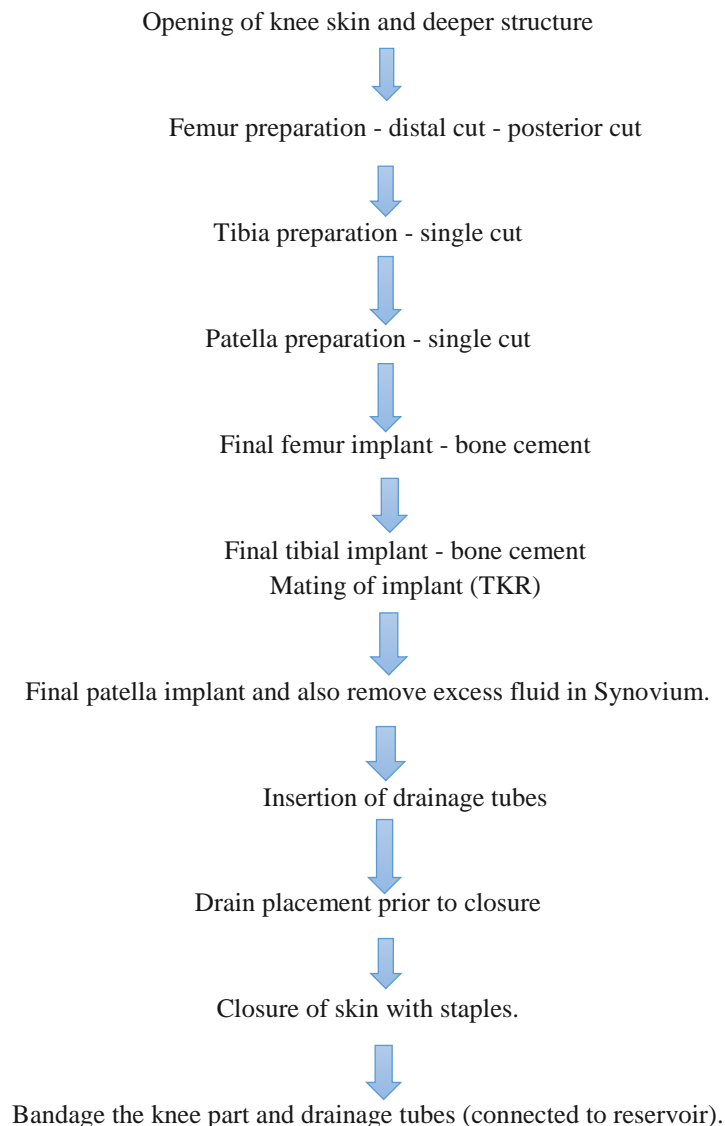 Opening of knee skin and deeper structure
Femur preparation - distal cut - posterior cut
Tibia preparation - single cut
Patella preparation - single cut
Final femur implant - bone cement
Final tibial implant - bone cement
Mating of implant (TKR)
Final patella implant and also remove excess fluid in Synovium.
Insertion of drainage tubes
Drain placement prior to closure
Closure of skin with staples.
Bandage the knee part and drainage tubes (connected to reservoir).